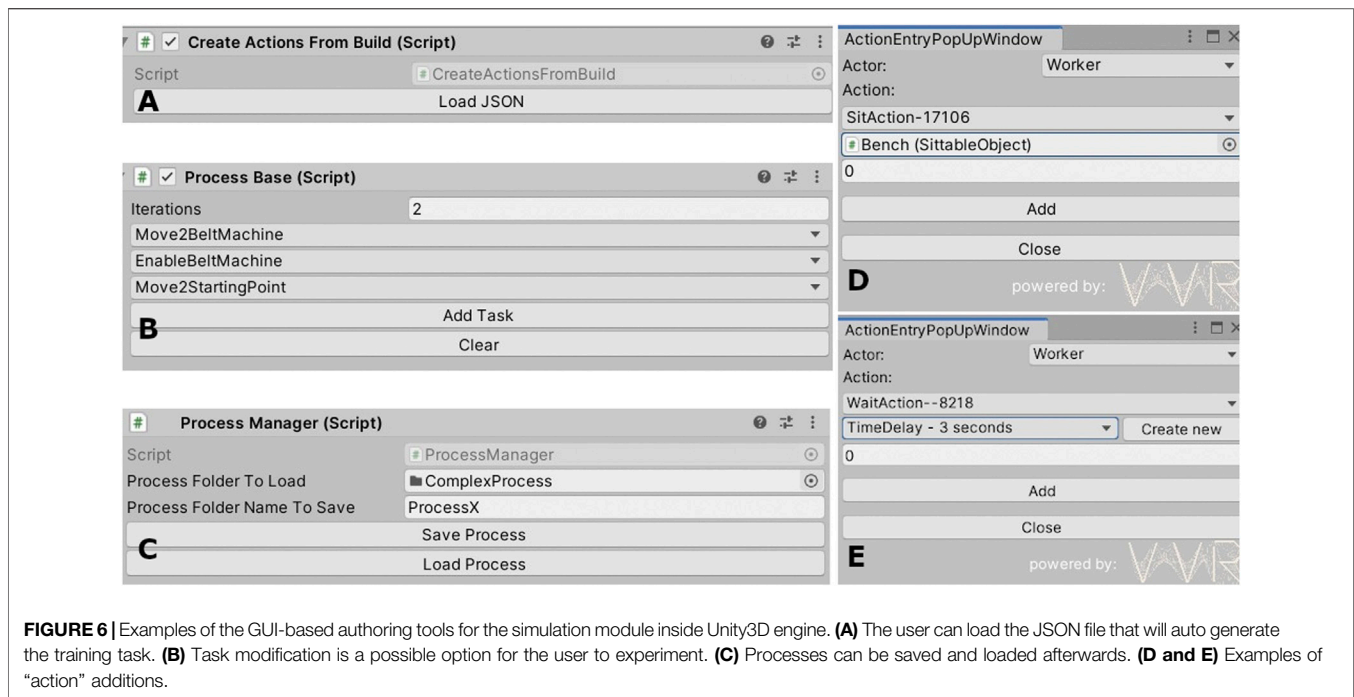 Create Actions From Build (Script)
Script
CreateActionsFromBuild
A
Load JSON
Process Base (Script)
Iterations
2
Move2BeltMachine
EnableBeltMachine
Move2StartingPoint
B
Add Task
Clear
Process Manager (Script)
Script
ProcessManager
Process Folder To Load
ComplexProcess
Process Folder Name To Save
ProcessX
C
Save Process
Load Process
ActionEntryPopUpWindow
Actor:
Worker
Action:
SitAction-17106
Bench (SittableObject)
0
Add
Close
D
powered by:
ActionEntryPopUpWindow
Actor:
Worker
Action:
WaitAction--8218
TimeDelay - 3 seconds
Create new
0
Add
Close
E
powered by:
FIGURE 6 | Examples of the GUI-based authoring tools for the simulation module inside Unity3D engine. (A) The user can load the JSON file that will auto generate
the training task. (B) Task modification is a possible option for the user to experiment. (C) Processes can be saved and loaded afterwards. (D and E) Examples of
“action” additions.